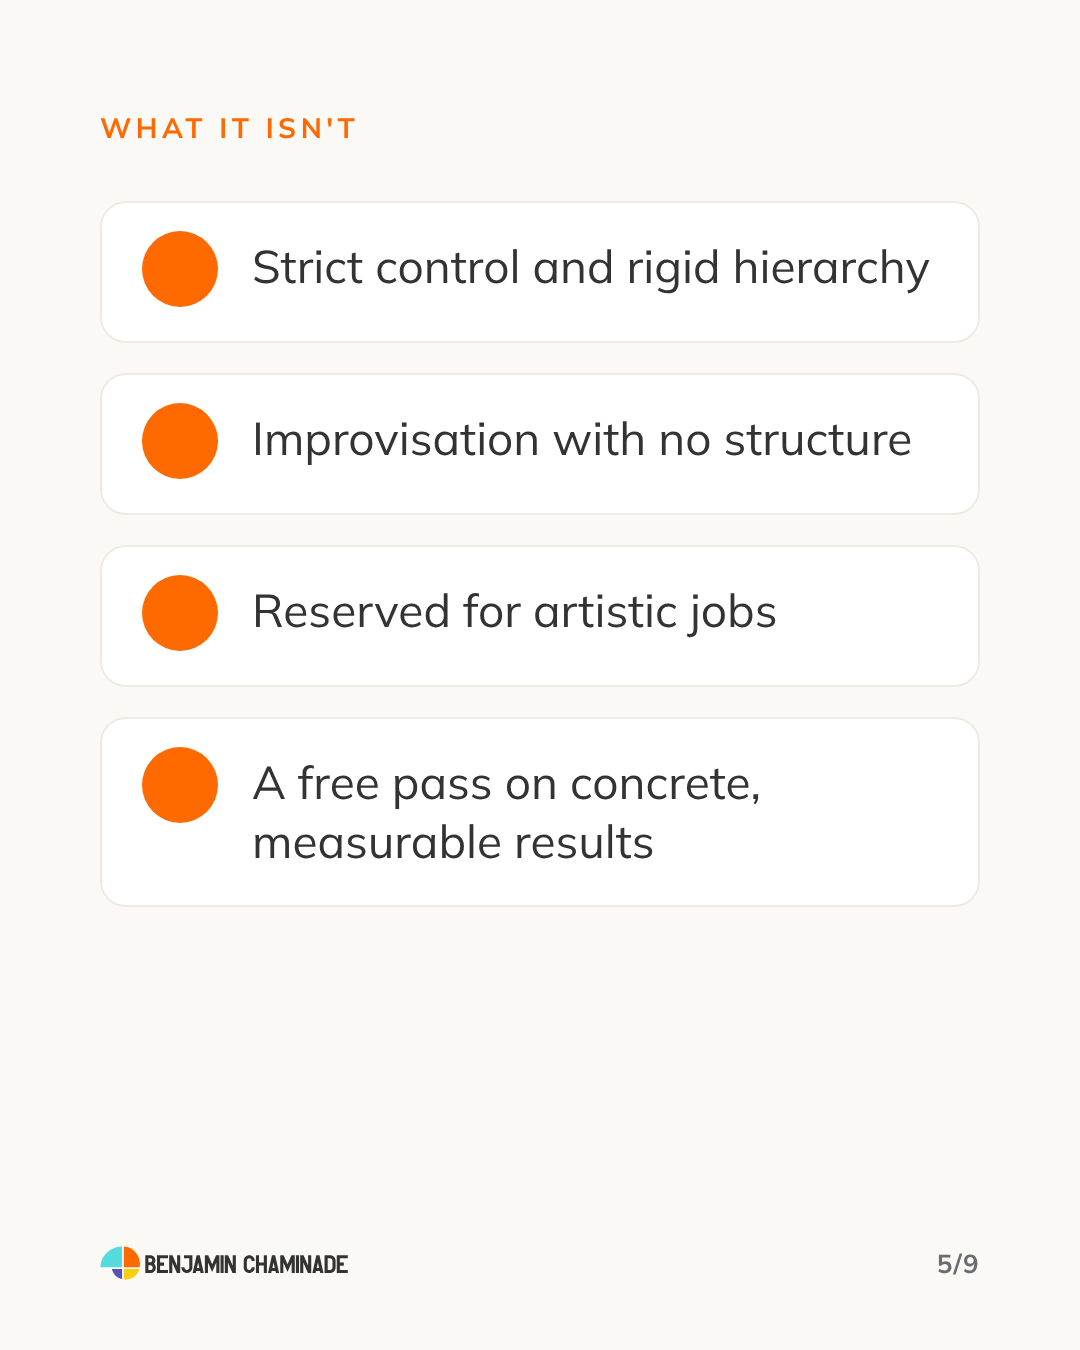 WHAT IT ISN'T
Strict control and rigid hierarchy
Improvisation with no structure
Reserved for artistic jobs
A free pass on concrete,
measurable results
BENJAMIN CHAMINADE
5/9